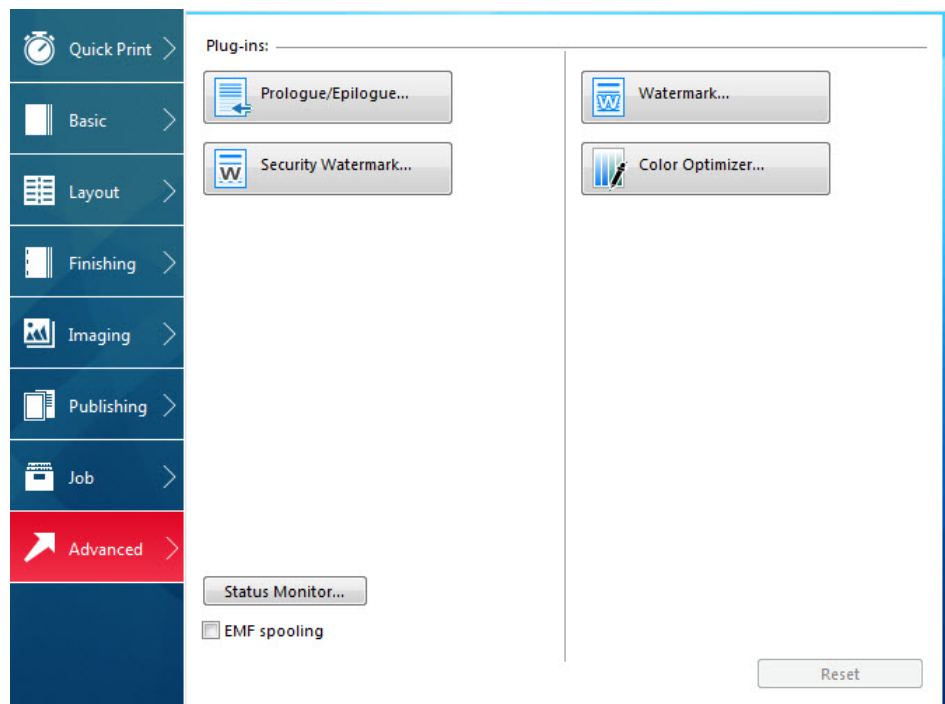 Quick Print
Basic
Layout
Finishing
Imaging
Publishing
Job
Advanced
Plug-ins:
Prologue/Epilogue...
Watermark...
Security Watermark...
Color Optimizer...
Status Monitor...
EMF spooling
Reset